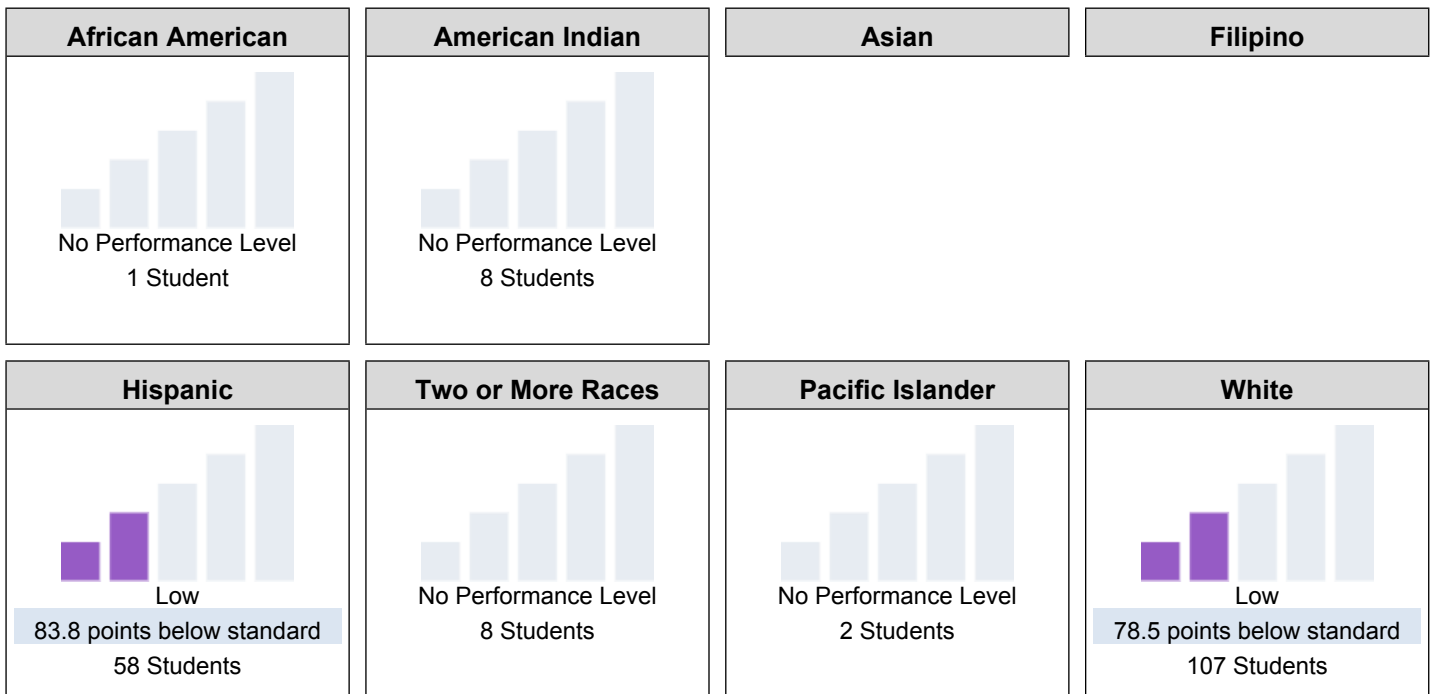 African American
American Indian
Asian
Filipino
No Performance Level
1 Student
No Performance Level
8 Students
Hispanic
Two or More Races
Pacific Islander
White
Low
83.8 points below standard
58 Students
No Performance Level
8 Students
No Performance Level
2 Students
Low
78.5 points below standard
107 Students